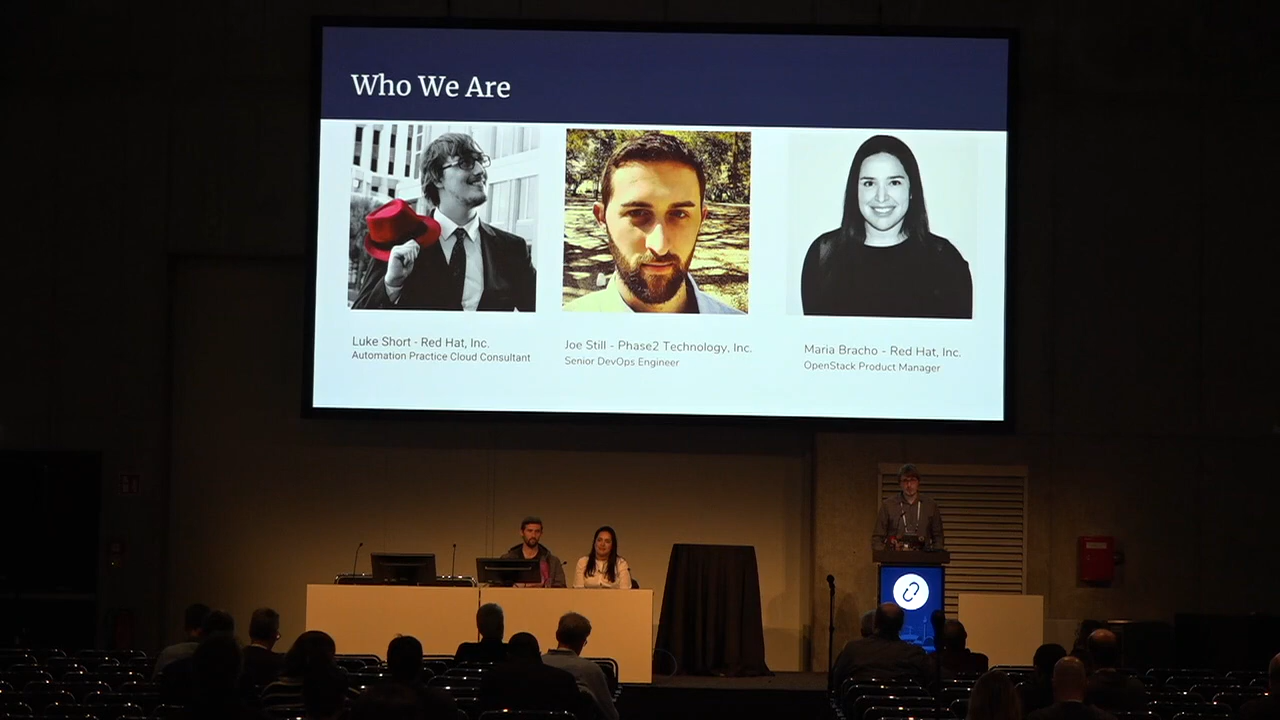 Who We Are
Luke Short - Red Hat, Inc.
Automation Practice Cloud Consultant
Joe Still - Phase2 Technology, Inc.
Senior DevOps Engineer
Maria Bracho - Red Hat, Inc.
OpenStack Product Manager